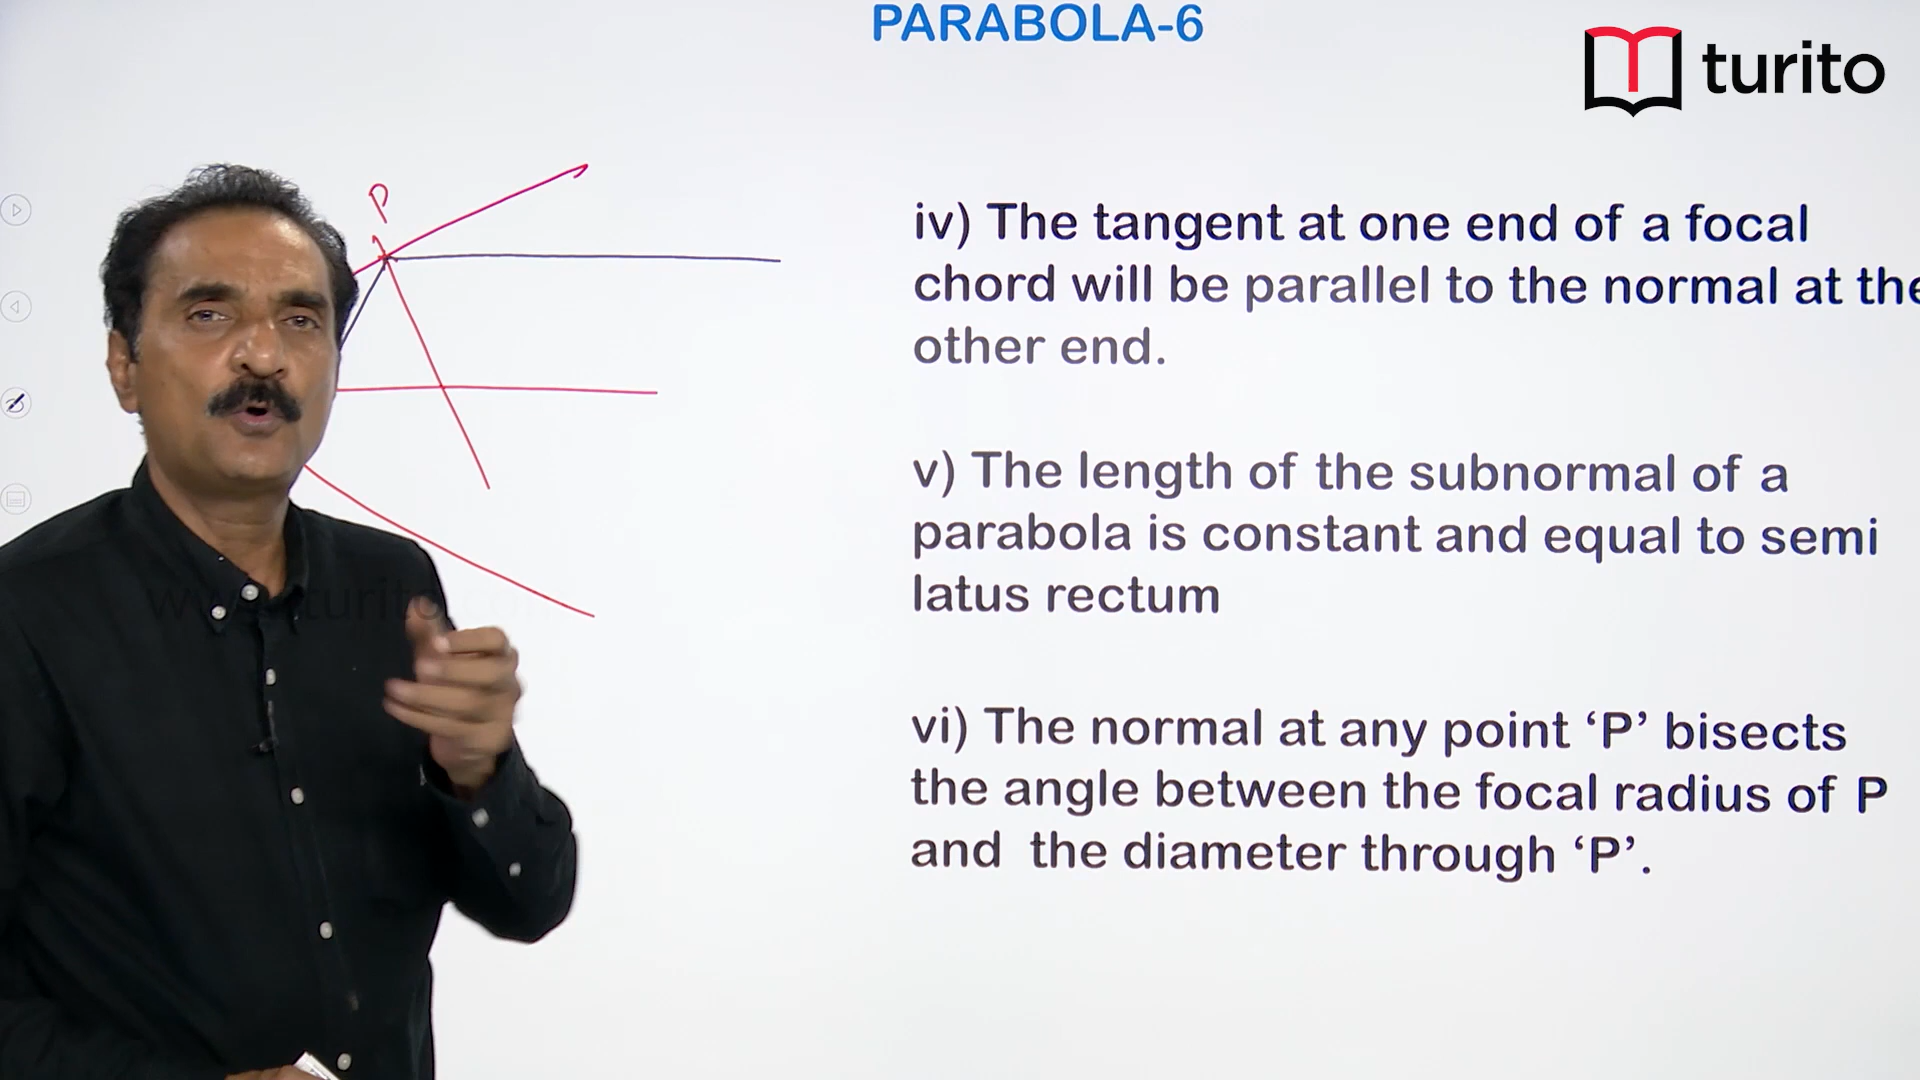 PARABOLA-6
turito
P
iv) The tangent at one end of a focal
chord will be parallel to the normal at the
other end.
v) The length of the subnormal of a
parabola is constant and equal to semi
latus rectum
vi) The normal at any point ‘P’ bisects
the angle between the focal radius of P
and the diameter through ‘P’.